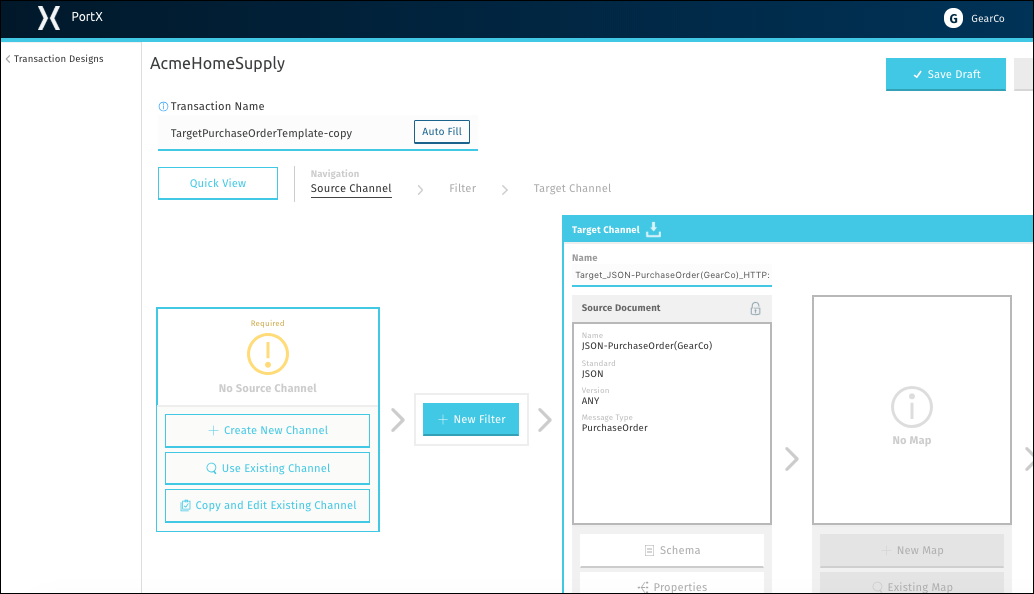 PortX
G GearCo
Transaction Designs
AcmeHomeSupply
Save Draft
Transaction Name
TargetPurchaseOrderTemplate-copy
Auto Fill
Quick View
Navigation
Source Channel
Filter
Target Channel
Target Channel
Name
Target_JSON-PurchaseOrder(GearCo)_HTTP:
Source Document
Name
JSON-PurchaseOrder(GearCo)
Standard
JSON
Version
ANY
Message Type
PurchaseOrder
Required
No Source Channel
Create New Channel
Use Existing Channel
Copy and Edit Existing Channel
New Filter
No Map
Schema
Properties
New Map
Existing Map